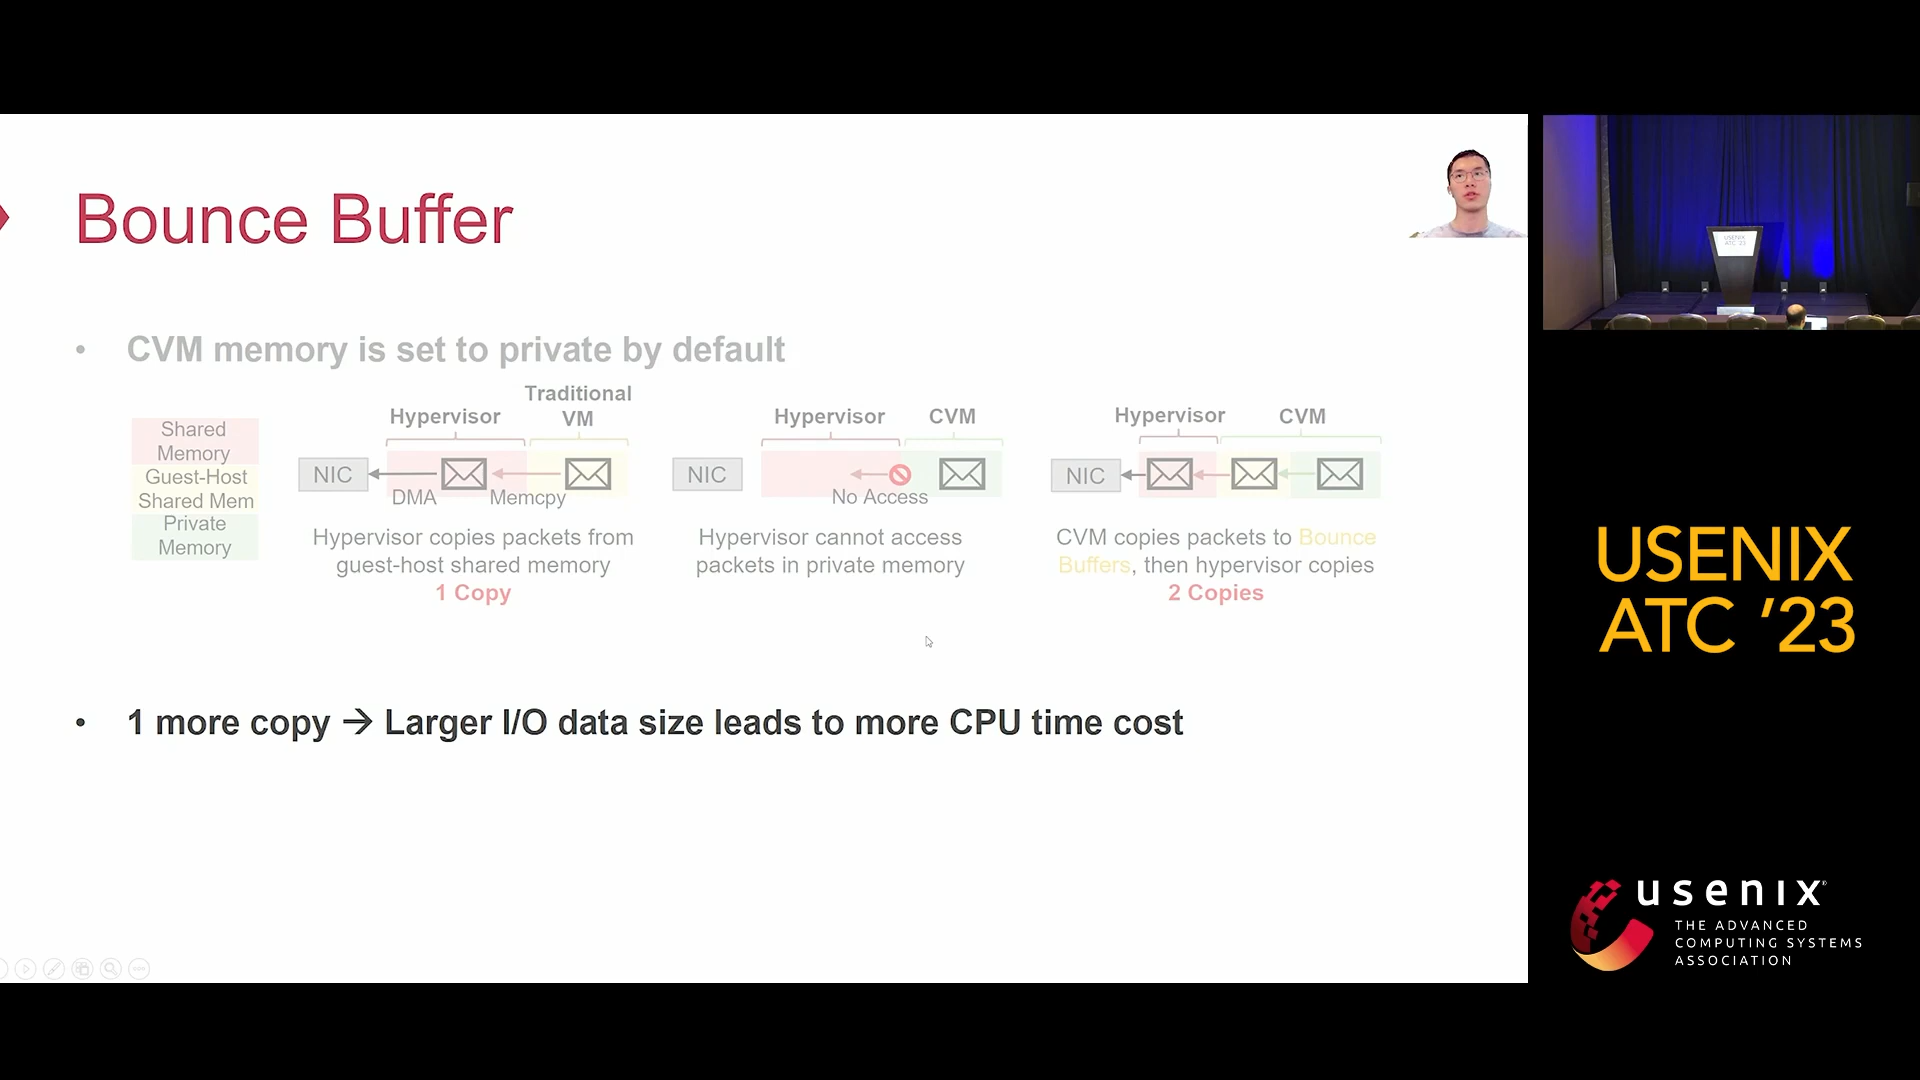 Bounce Buffer
• CVM memory is set to private by default
Shared
Memory
Guest-Host
Shared Mem
Private
Memory
Hypervisor
Traditional
VM
NIC
DMA
Memcpy
Hypervisor copies packets from
guest-host shared memory
1 Copy
Hypervisor
CVM
NIC
No Access
Hypervisor cannot access
packets in private memory
Hypervisor
CVM
NIC
CVM copies packets to Bounce
Buffers, then hypervisor copies
2 Copies
• 1 more copy → Larger I/O data size leads to more CPU time cost
USENIX
ATC '23
USENIX
ATC '23
usenix®
THE ADVANCED
COMPUTING SYSTEMS
ASSOCIATION